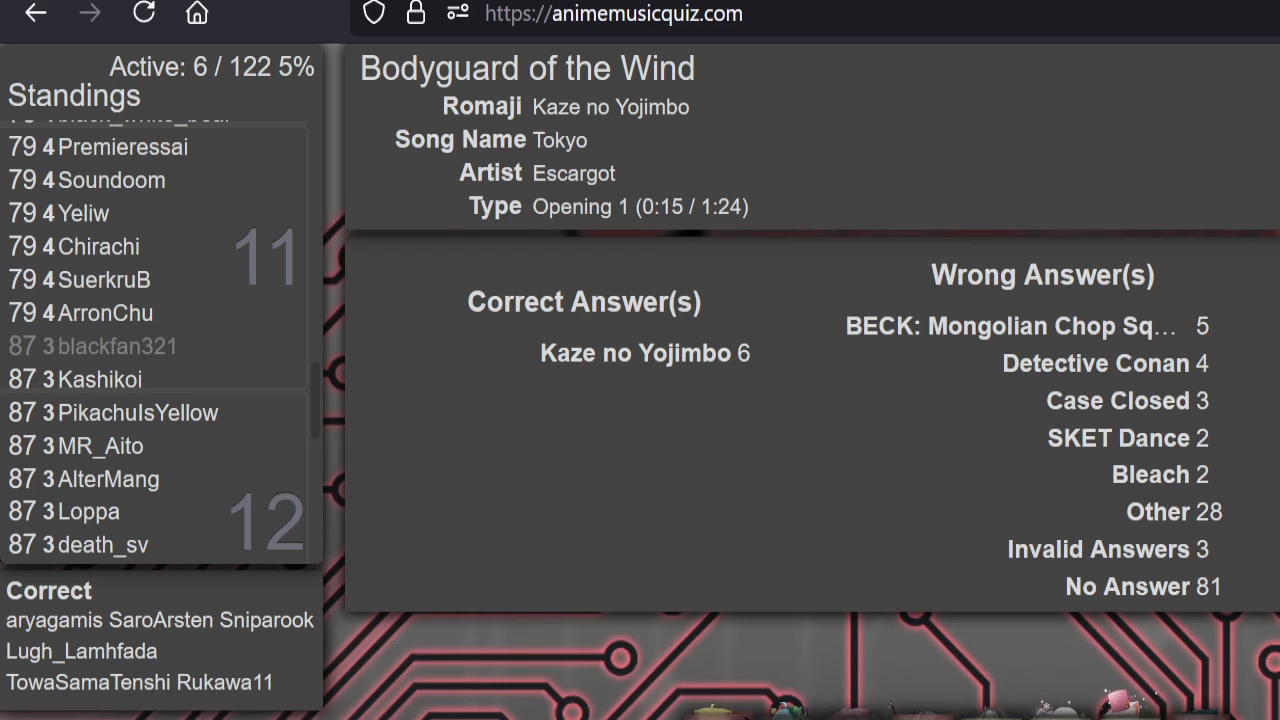 https://animemusicquiz.com
Active: 6 / 122 5%
Standings
79 4 Premieressai
79 4 Soundoom
79 4 Yeliw
79 4 Chirachi
79 4 SuerkruB
79 4 ArronChu
11
87 3 blackfan321
87 3 Kashikoi
87 3 PikachuIsYellow
87 3 MR_Aito
87 3 AlterMang
87 3 Loppa
87 3 death_sv
12
Correct
aryagamis SaroArsten Sniparook
Lugh_Lamhfada
TowaSamaTenshi Rukawa11
Bodyguard of the Wind
Romaji Kaze no Yojimbo
Song Name Tokyo
Artist Escargot
Type Opening 1 (0:15 / 1:24)
Correct Answer(s)
Kaze no Yojimbo 6
Wrong Answer(s)
BECK: Mongolian Chop Sq... 5
Detective Conan 4
Case Closed 3
SKET Dance 2
Bleach 2
Other 28
Invalid Answers 3
No Answer 81